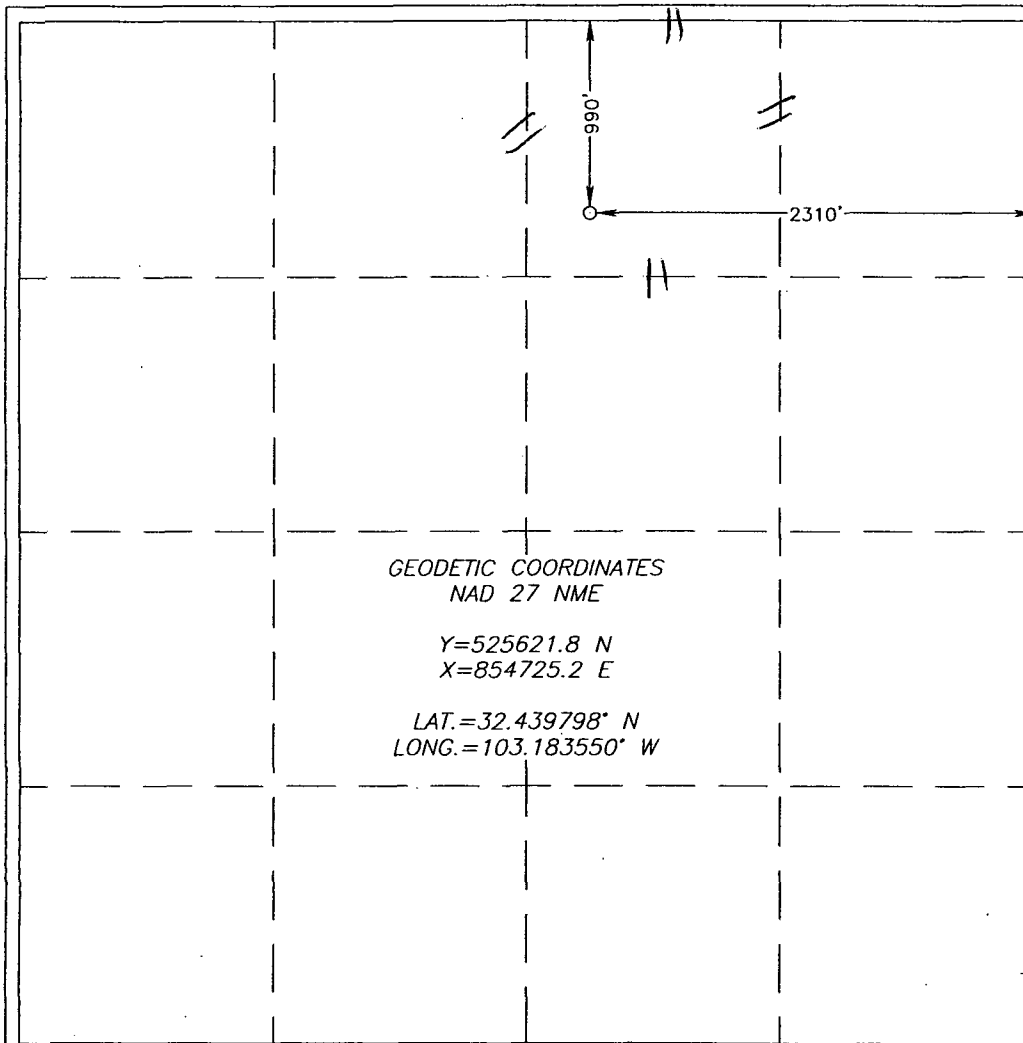 990'
2310'
GEODETIC COORDINATES
NAD 27 NME
Y=525621.8 N
X=854725.2 E
LAT.=32.439798° N
LONG.=103.183550° W